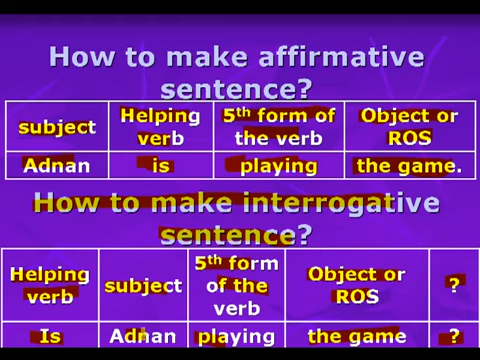 How to make affirmative
sentence?
subject Helping verb 5th form of the verb Object or ROS
Adnan is playing the game.
How to make interrogative
sentence?
Helping verb subject 5th form of the verb Object or ROS ?
Is Adnan playing the game ?